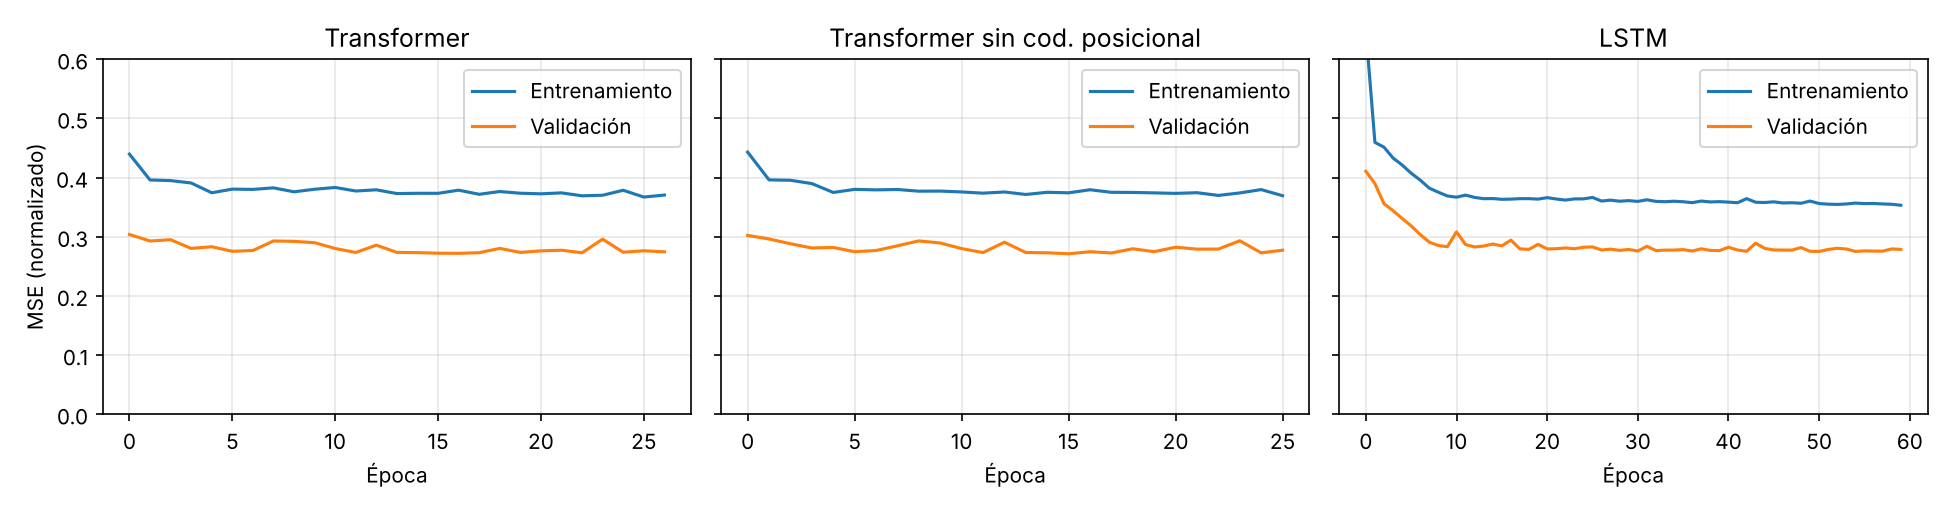 Transformer
Transformer sin cod. posicional
LSTM
Entrenamiento
Validación
Entrenamiento
Validación
Entrenamiento
Validación
MSE (normalizado)
0.6
0.5
0.4
0.3
0.2
0.1
0.0
0 5 10 15 20 25
0 5 10 15 20 25
0 10 20 30 40 50 60
Época
Época
Época